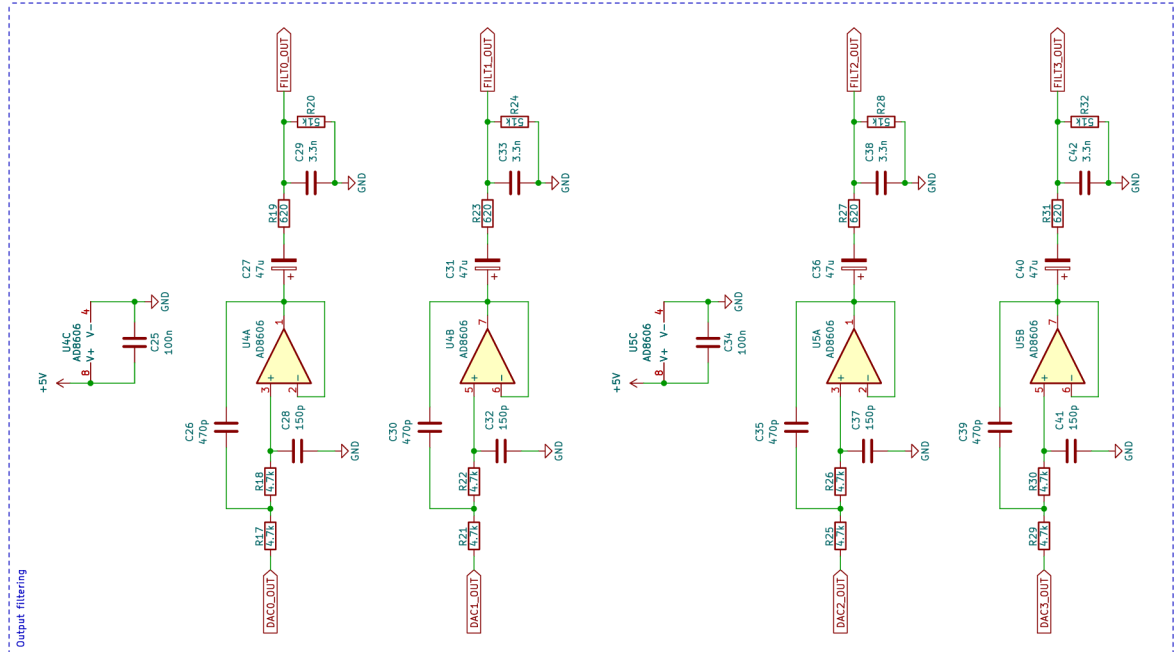 FILT0_OUT
FILT1_OUT
FILT2_OUT
FILT3_OUT
R20
51k
R24
51k
R28
51k
R32
51k
C29
3.3n
GND
C33
3.3n
GND
C38
3.3n
GND
C42
3.3n
GND
R19
620
R23
620
R27
620
R31
620
C27
47u
+
C31
47u
+
C36
47u
+
C40
47u
+
U4C
AD8606
V+
V-
8
4
+5V
GND
C25
100n
U4A
AD8606
1
3
2
+
-
U4B
AD8606
7
5
6
+
-
U5C
AD8606
V+
V-
8
4
+5V
GND
C34
100n
U5A
AD8606
1
3
2
+
-
U5B
AD8606
7
5
6
+
-
C26
470p
C28
150p
GND
C30
470p
C32
150p
GND
C35
470p
C37
150p
GND
C39
470p
C41
150p
GND
R18
4.7k
R22
4.7k
R26
4.7k
R30
4.7k
R17
4.7k
R21
4.7k
R25
4.7k
R29
4.7k
DAC0_OUT
DAC1_OUT
DAC2_OUT
DAC3_OUT
Output filtering